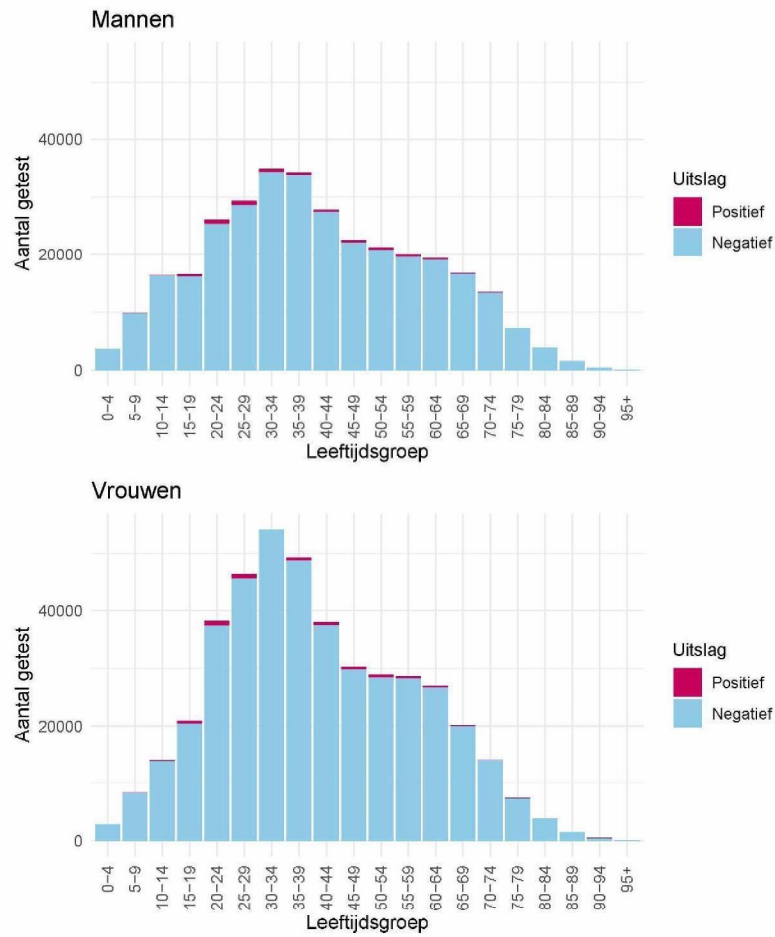 Mannen
40000
20000
0
Aantal getest
0-4 5-9 10-14 15-19 20-24 25-29 30-34 35-39 40-44 45-49 50-54 55-59 60-64 65-69 70-74 75-79 80-84 85-89 90-94 95+
Leeftijdsgroep
Uitslag
Positief
Negatief
Vrouwen
40000
20000
0
Aantal getest
0-4 5-9 10-14 15-19 20-24 25-29 30-34 35-39 40-44 45-49 50-54 55-59 60-64 65-69 70-74 75-79 80-84 85-89 90-94 95+
Leeftijdsgroep
Uitslag
Positief
Negatief